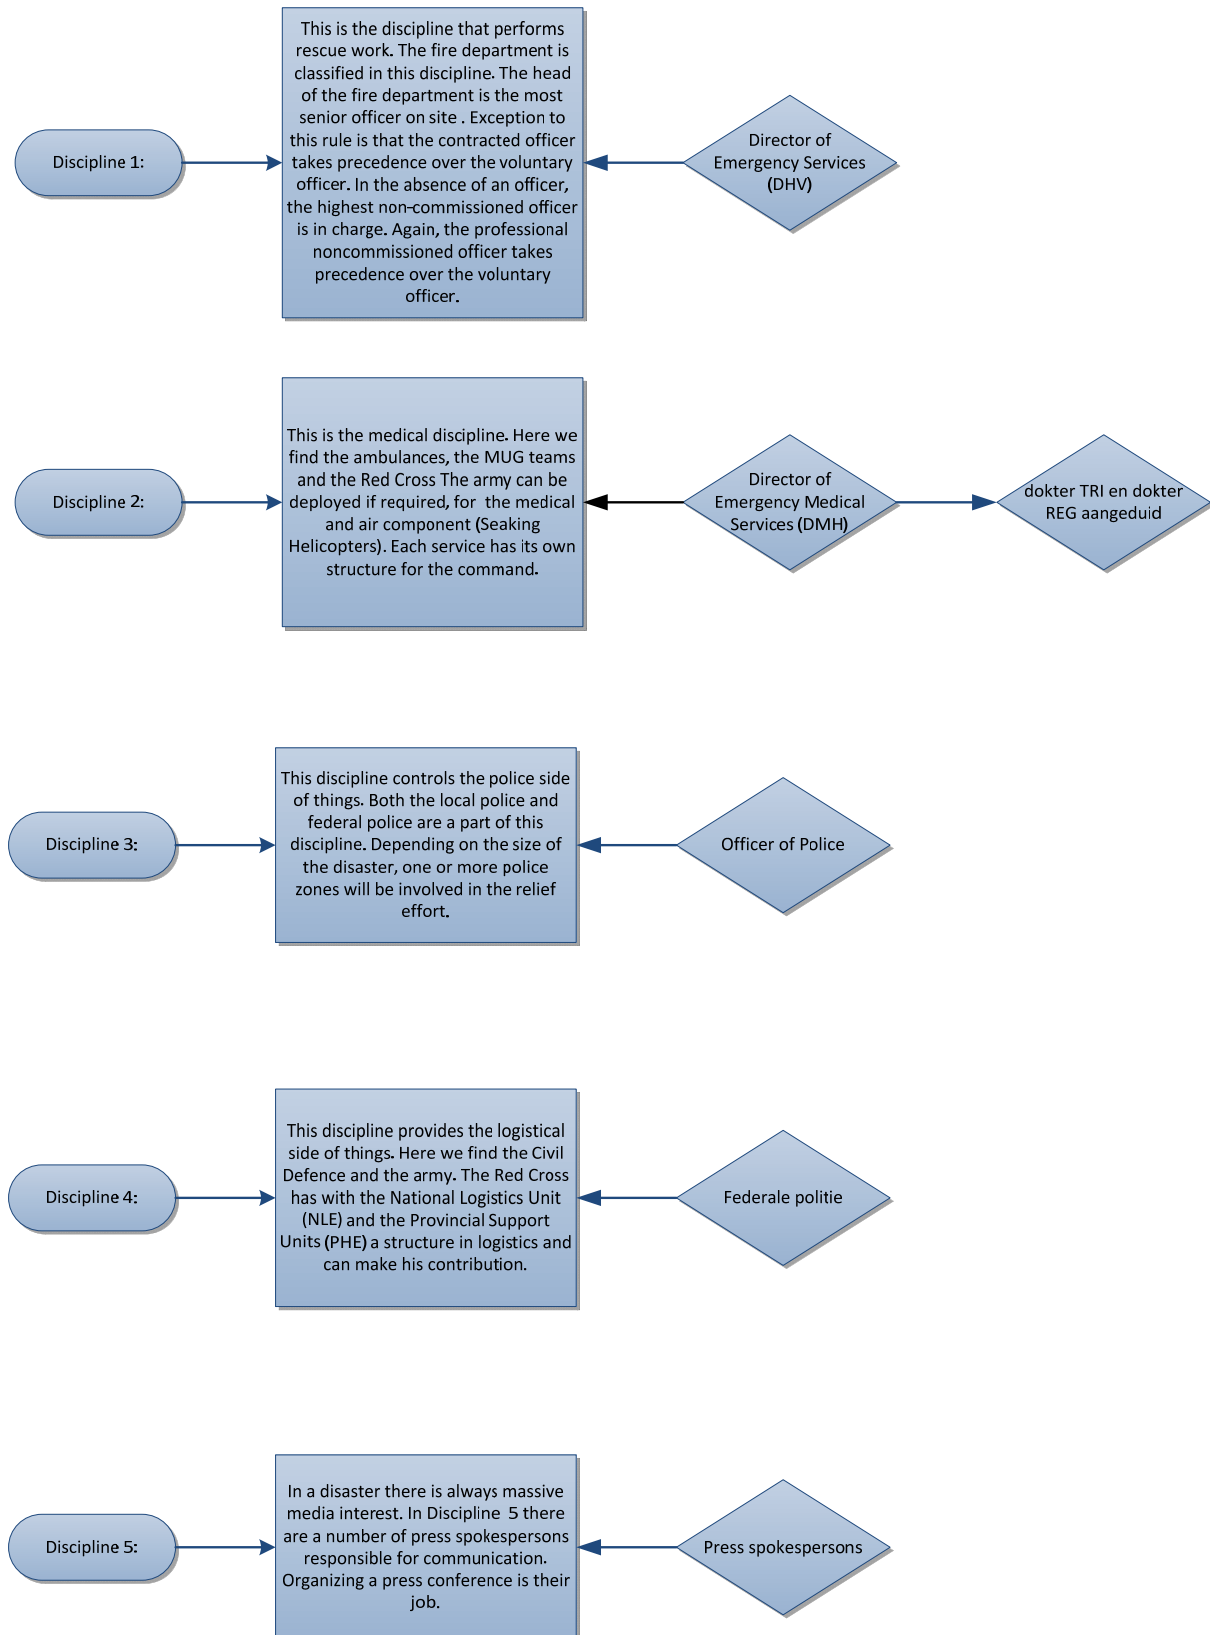 Discipline 1:
This is the discipline that performs
rescue work. The fire department is
classified in this discipline. The head
of the fire department is the most
senior officer on site . Exception to
this rule is that the contracted officer
takes precedence over the voluntary
officer. In the absence of an officer,
the highest non-commissioned officer
is in charge. Again, the professional
noncommissioned officer takes
precedence over the voluntary
officer.
Director of
Emergency Services
(DHV)
Discipline 2:
This is the medical discipline. Here we
find the ambulances, the MUG teams
and the Red Cross The army can be
deployed if required, for  the medical
and air component (Seaking
Helicopters). Each service has its own
structure for the command.
Director of
Emergency Medical
Services (DMH)
dokter TRI en dokter
REG aangeduid
Discipline 3:
This discipline controls the police side
of things. Both the local police and
federal police are a part of this
discipline. Depending on the size of
the disaster, one or more police
zones will be involved in the relief
effort.
Officer of Police
Discipline 4:
This discipline provides the logistical
side of things. Here we find the Civil
Defence and the army. The Red Cross
has with the National Logistics Unit
(NLE) and the Provincial Support
Units (PHE) a structure in logistics and
can make his contribution.
Federale politie
Discipline 5:
In a disaster there is always massive
media interest. In Discipline 5 there
are a number of press spokespersons
responsible for communication.
Organizing a press conference is their
job.
Press spokespersons